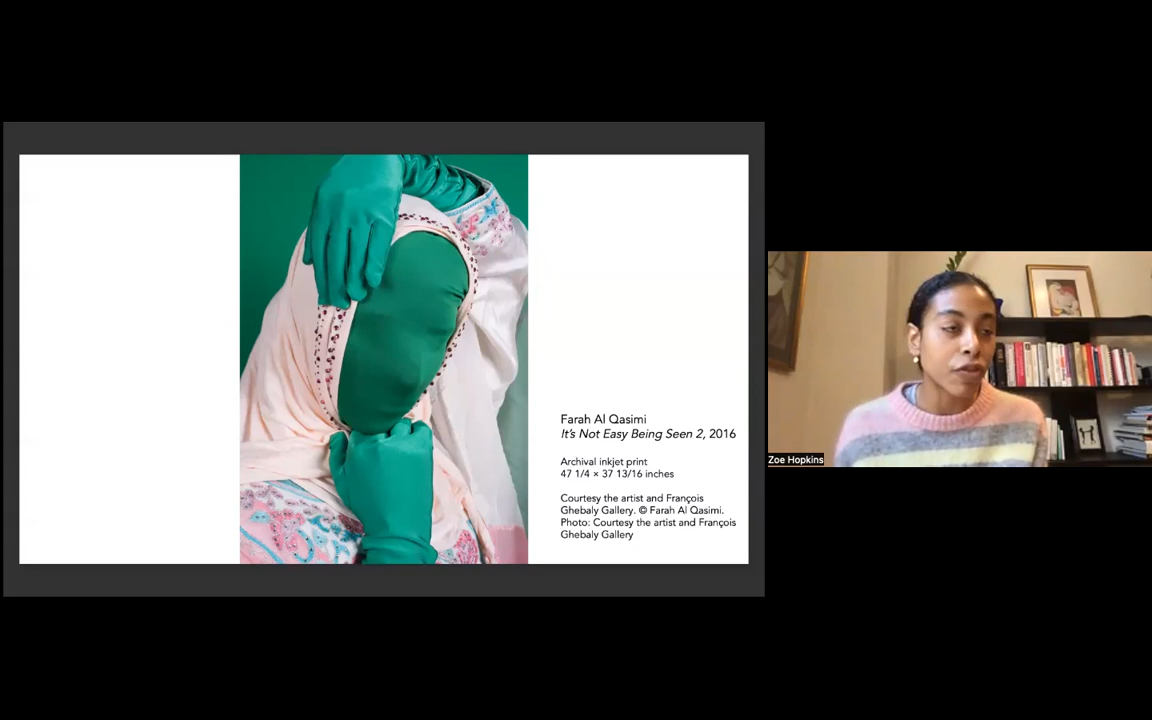 Farah Al Qasimi
It's Not Easy Being Seen 2, 2016
Archival inkjet print
47 1/4 × 37 13/16 inches
Courtesy the artist and François
Ghebaly Gallery. © Farah Al Qasimi.
Photo: Courtesy the artist and François
Ghebaly Gallery
Zoe Hopkins